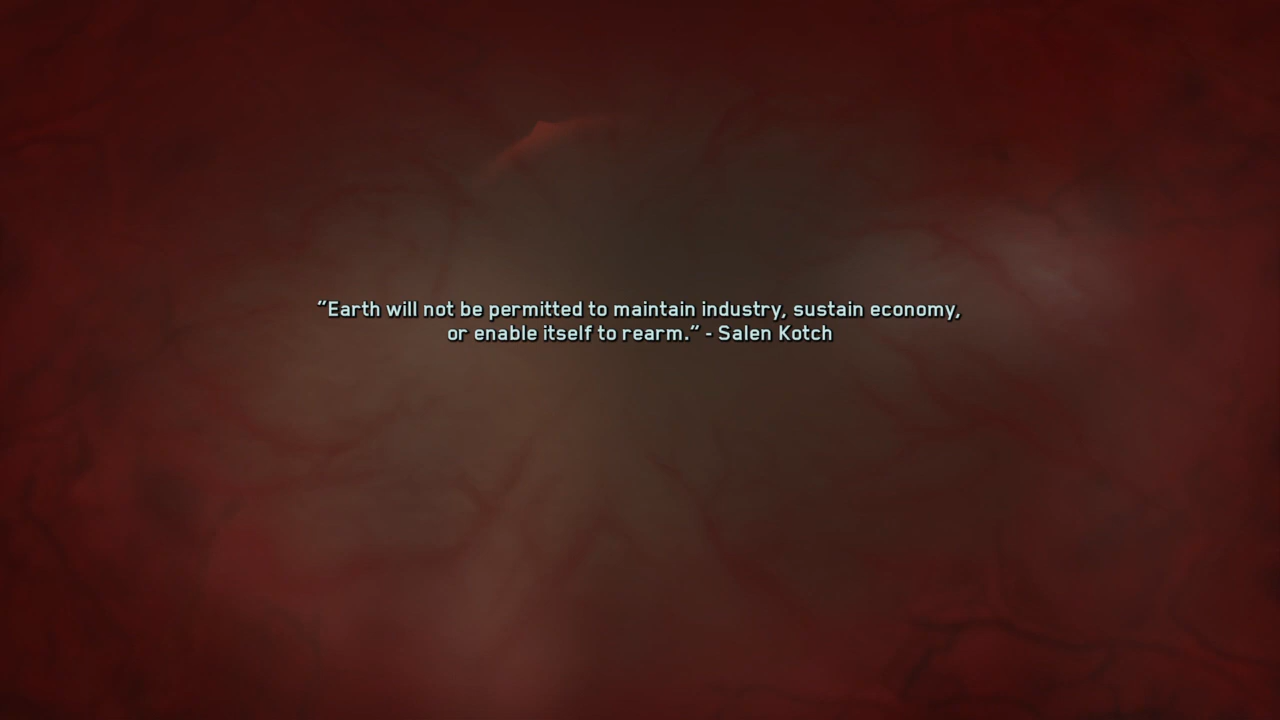 "Earth will not be permitted to maintain industry, sustain economy,
or enable itself to rearm." - Salen Kotch